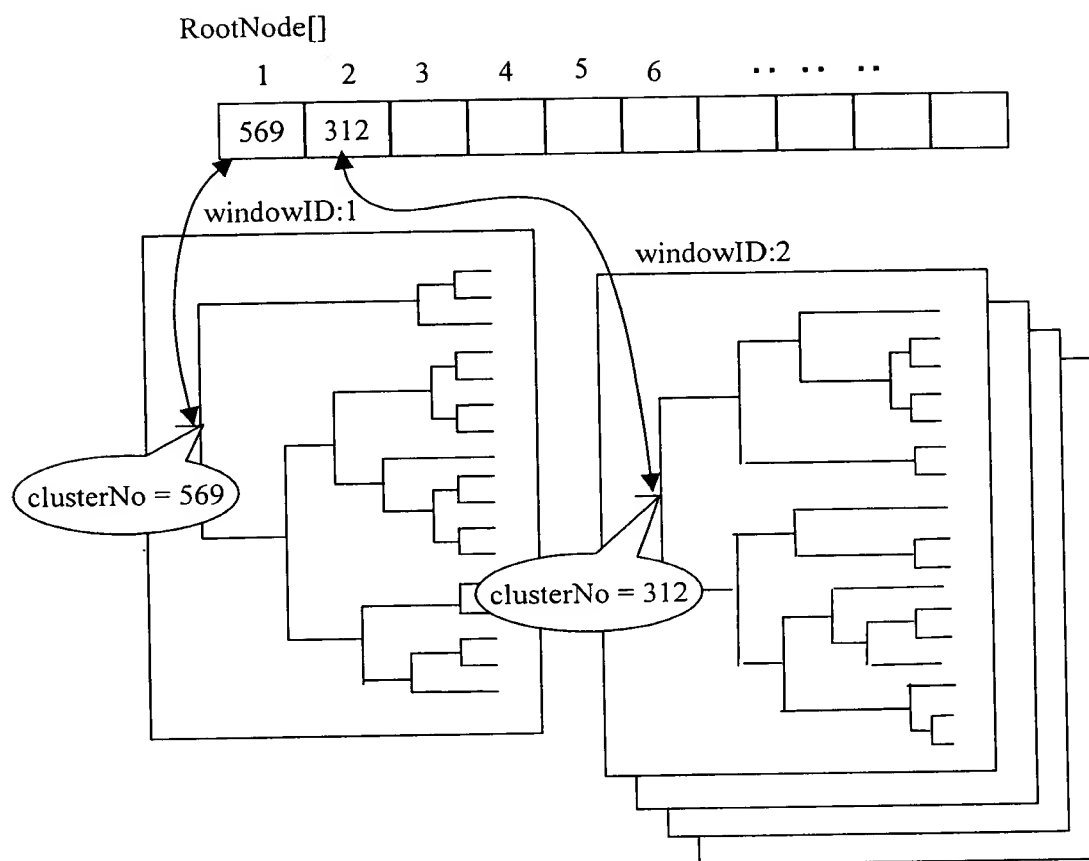 RootNode[]
1 2 3 4 5 6 .. .. ..
569 312
windowID:1
windowID:2
clusterNo = 569
clusterNo = 312